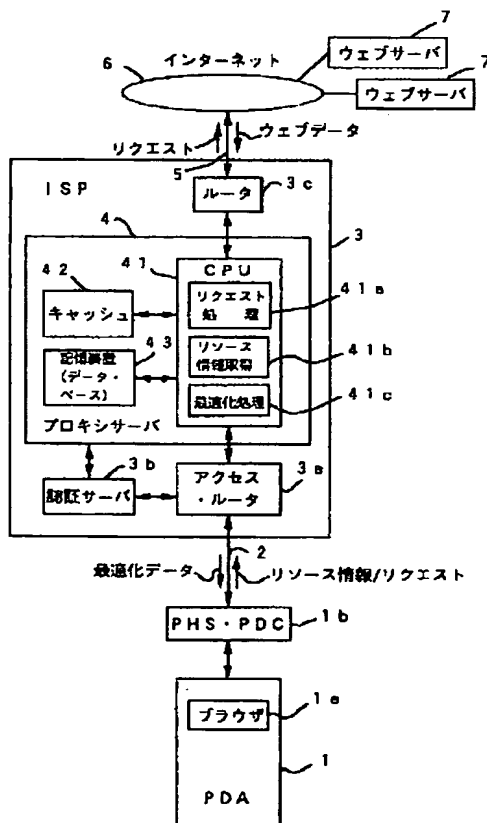 7
インターネット
ウェブサーバ
6
7
ウェブサーバ
リクエスト
ウェブデータ
5
ISP
ルータ
3c
4
3
42
41
CPU
キャッシュ
リクエスト
処理
41a
43
記憶装置
(データ・
ベース)
リソース
情報取得
41b
最適化処理
41c
プロキシサーバ
3b
認証サーバ
アクセス
・ルータ
3a
2
最適化データ
リソース情報/リクエスト
PHS・PDC
1b
ブラウザ
1a
1
PDA